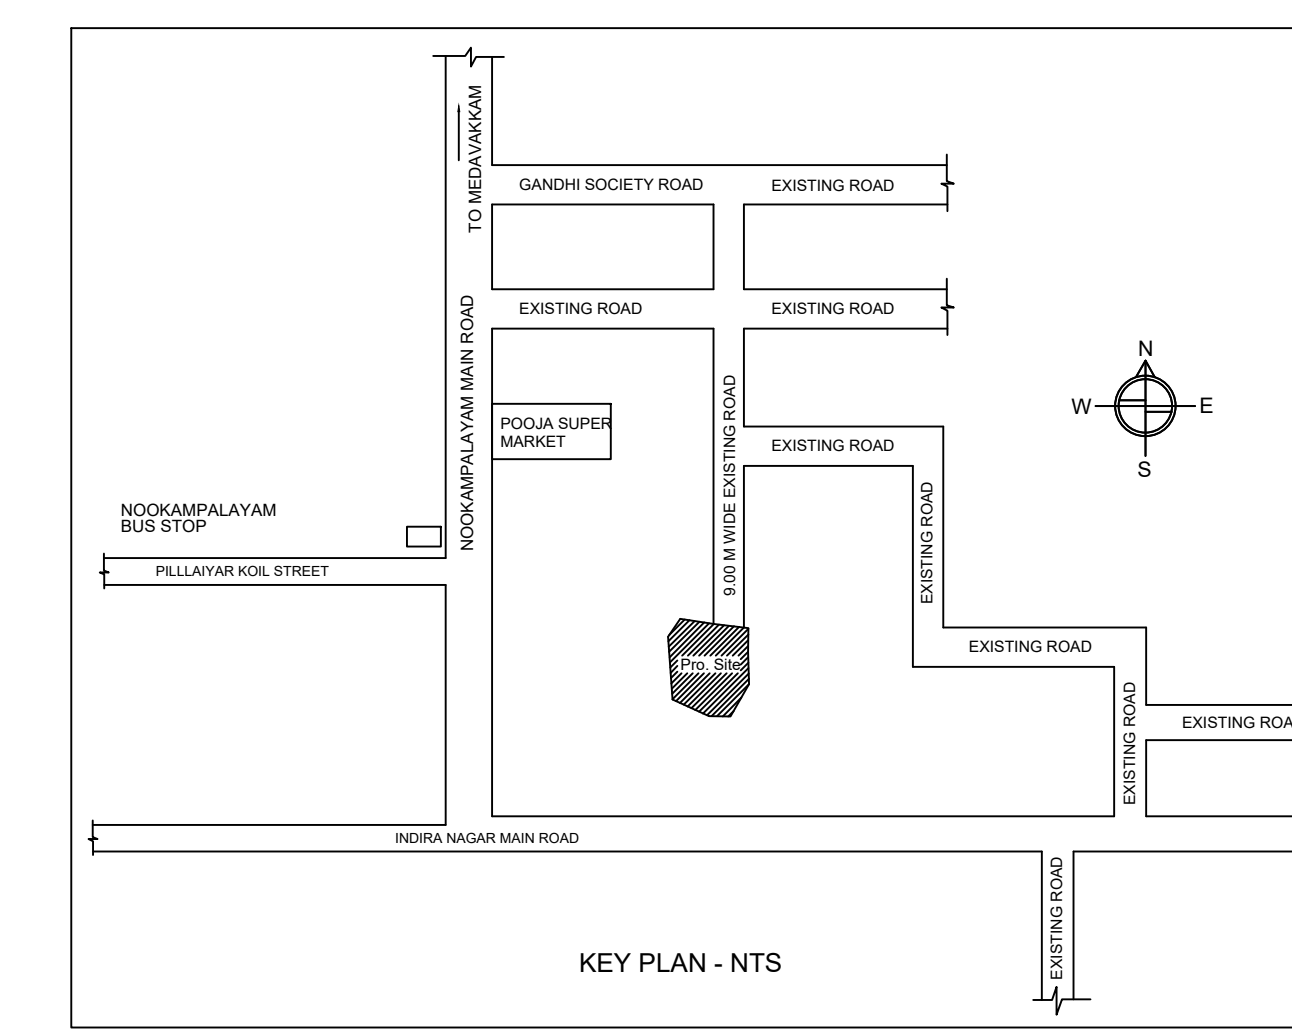 TO MEDAVAKKAM
GANDHI SOCIETY ROAD
EXISTING ROAD
NOOKAMPALAYAM MAIN ROAD
EXISTING ROAD
EXISTING ROAD
N
W
E
S
9.00 M WIDE EXISTING ROAD
POOJA SUPER
MARKET
EXISTING ROAD
EXISTING ROAD
NOOKAMPALAYAM
BUS STOP
PILLLAIYAR KOIL STREET
Pro. Site
EXISTING ROAD
EXISTING ROAD
EXISTING ROA
INDIRA NAGAR MAIN ROAD
EXISTING ROAD
KEY PLAN - NTS